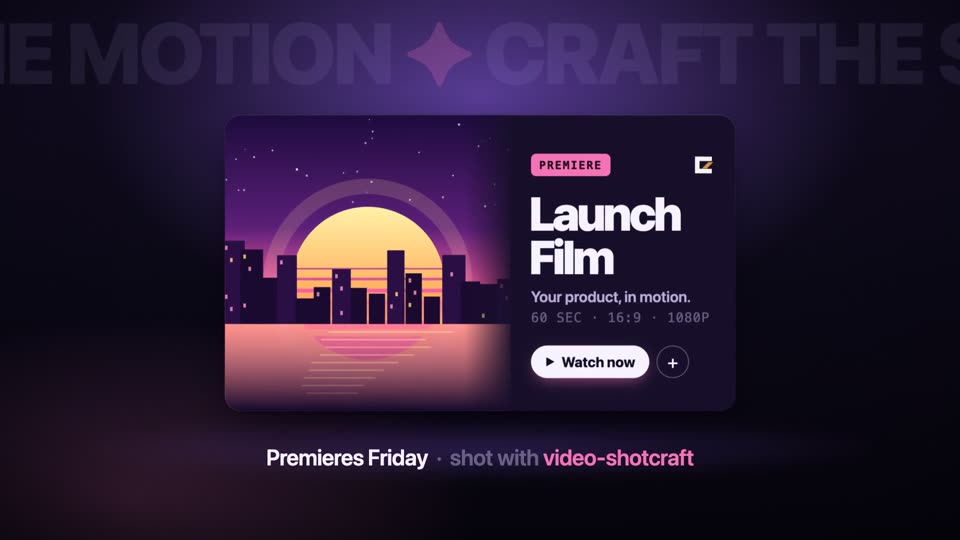 HE MOTION ✦ CRAFT THE S
PREMIERE
Launch
Film
Your product, in motion.
60 SEC · 16:9 · 1080P
Watch now
+
Premieres Friday · shot with video-shotcraft